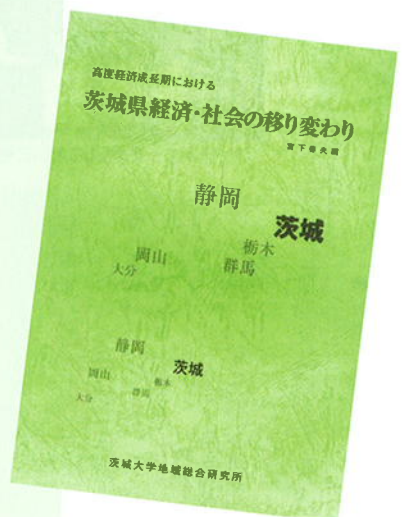 高度経済成長期における
茨城県経済・社会の移り変わり
宮下春夫編
静岡
茨城
栃木
岡山
群馬
大分
静岡
茨城
岡山
栃木
群馬
大分
茨城大学地域総合研究所